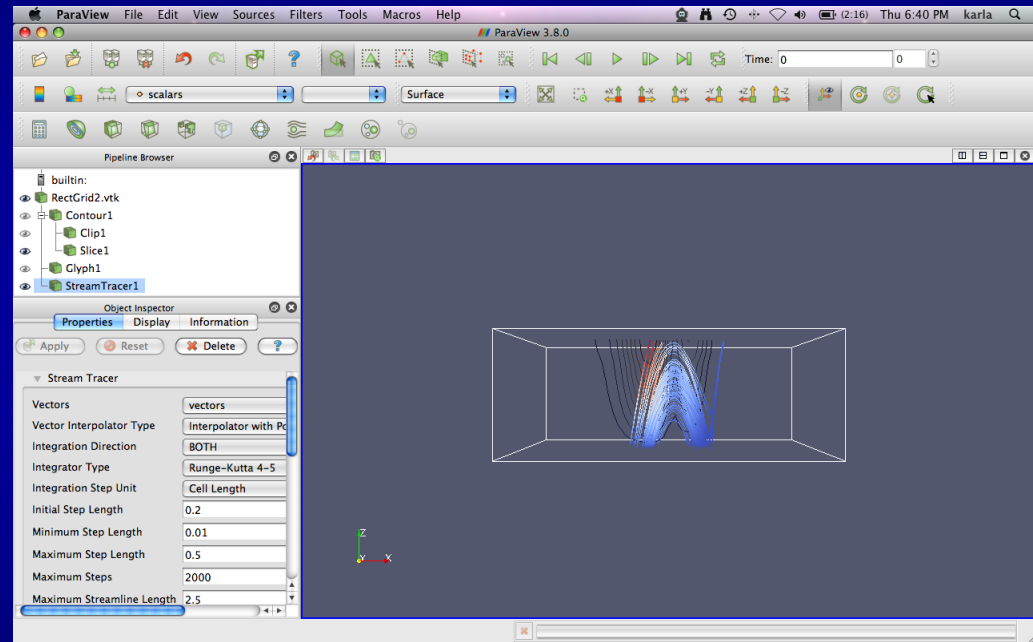 ParaView File Edit View Sources Filters Tools Macros Help (2:16) Thu 6:40 PM karla
ParaView 3.8.0
? Time: 0 0
scalars Surface +X -X +Y -Y +Z -Z
Pipeline Browser
builtin:
RectGrid2.vtk
Contour1
Clip1
Slice1
Glyph1
StreamTracer1
Object Inspector
Properties Display Information
Apply Reset Delete ?
Stream Tracer
Vectors vectors
Vector Interpolator Type Interpolator with Po
Integration Direction BOTH
Integrator Type Runge-Kutta 4-5
Integration Step Unit Cell Length
Initial Step Length 0.2
Minimum Step Length 0.01
Maximum Step Length 0.5
Maximum Steps 2000
Maximum Streamline Length 2.5
Z
Y X